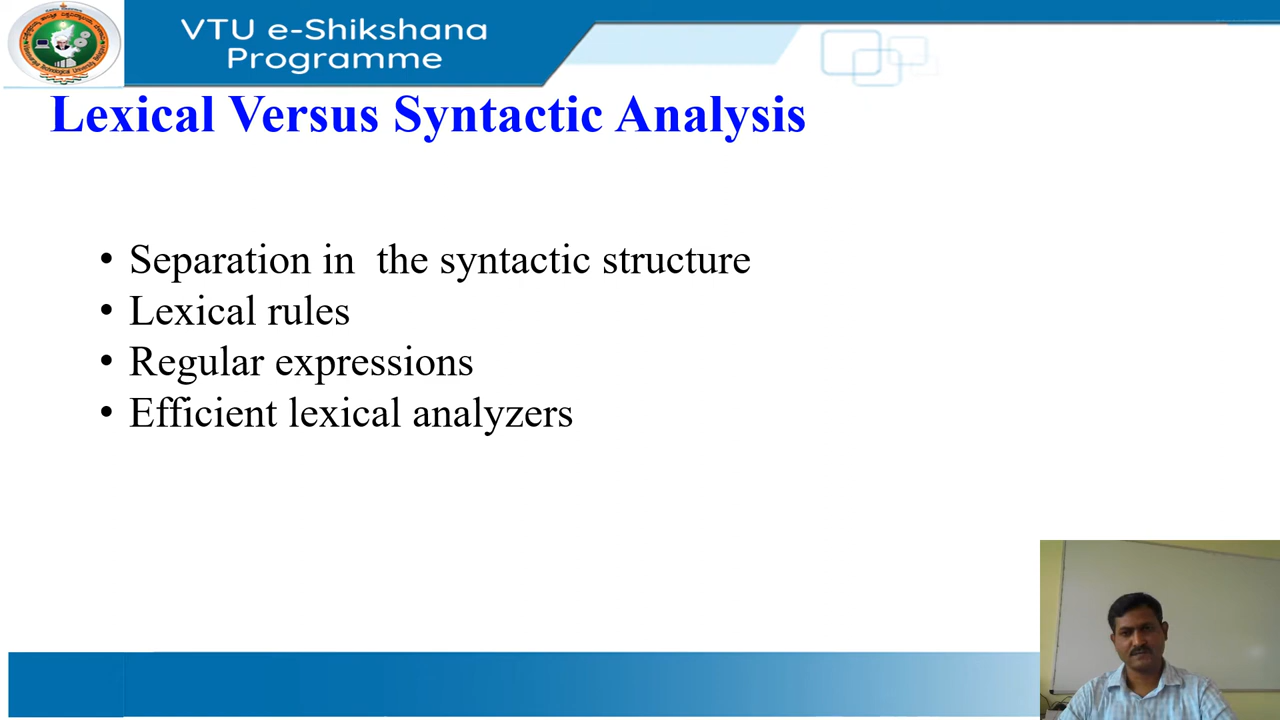 VTU e-Shikshana
Programme
Lexical Versus Syntactic Analysis
• Separation in the syntactic structure
• Lexical rules
• Regular expressions
• Efficient lexical analyzers